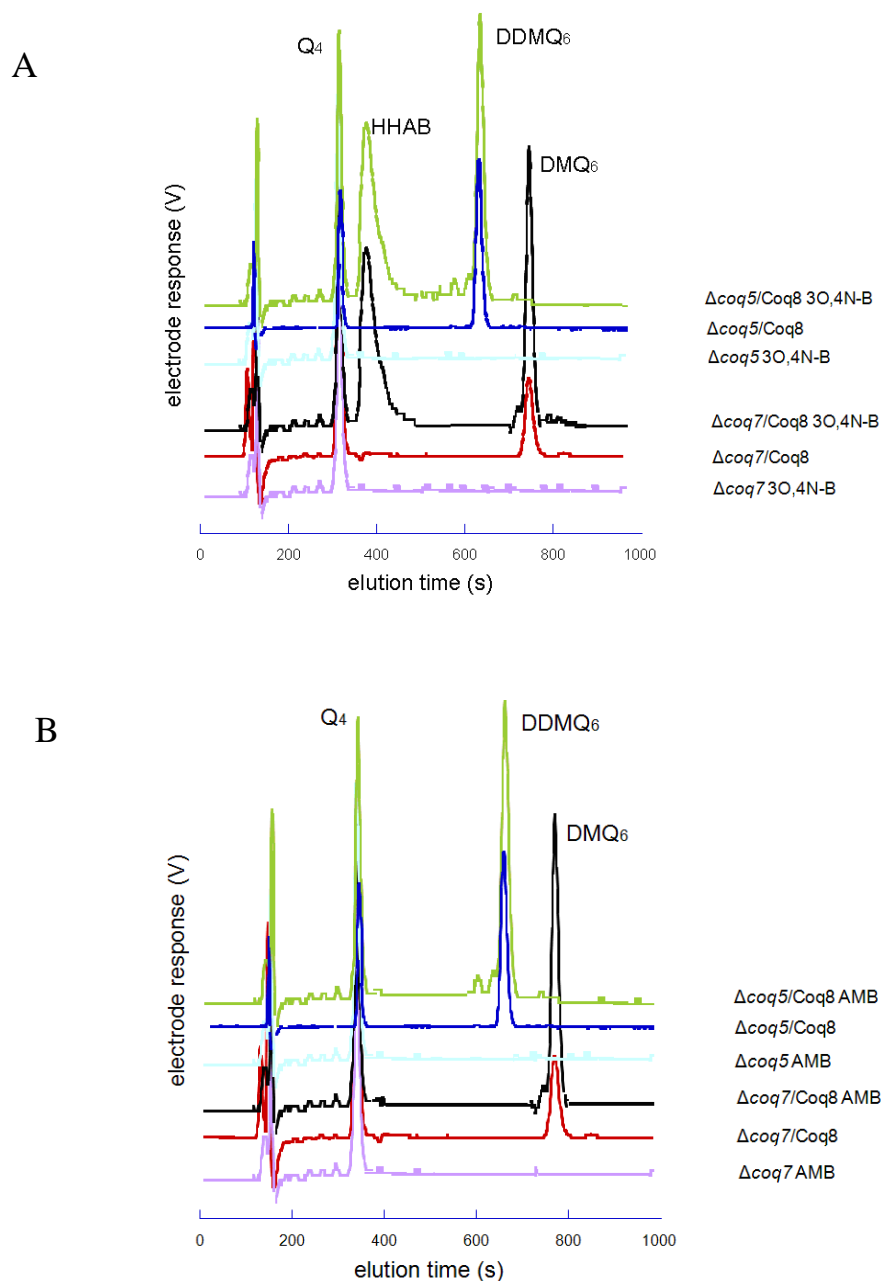 A
Q4
DDMQ6
HHAB
DMQ6
electrode response (V)
Δcoq5/Coq8 3O,4N-B
Δcoq5/Coq8
Δcoq5 3O,4N-B
Δcoq7/Coq8 3O,4N-B
Δcoq7/Coq8
Δcoq7 3O,4N-B
0 200 400 600 800 1000
elution time (s)
B
Q4
DDMQ6
DMQ6
electrode response (V)
Δcoq5/Coq8 AMB
Δcoq5/Coq8
Δcoq5 AMB
Δcoq7/Coq8 AMB
Δcoq7/Coq8
Δcoq7 AMB
0 200 400 600 800 1000
elution time (s)